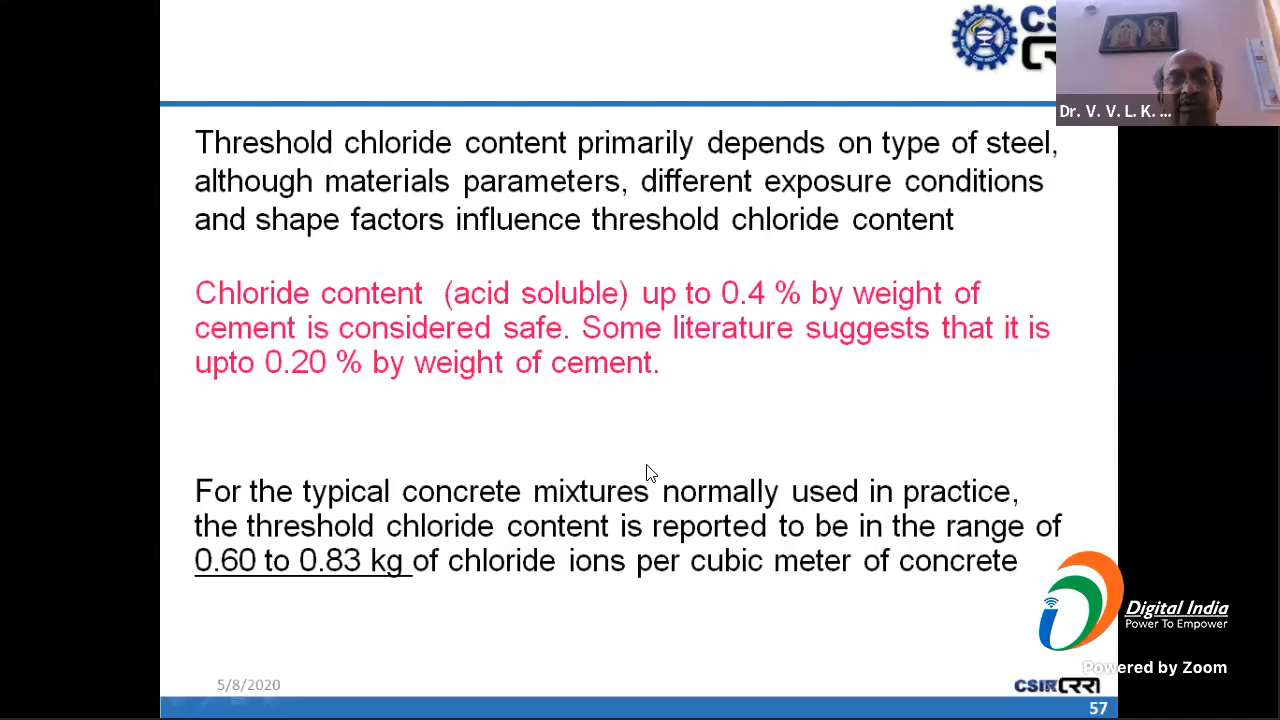 CS
Dr. V. V. L. K. ...
Threshold chloride content primarily depends on type of steel,
although materials parameters, different exposure conditions
and shape factors influence threshold chloride content
Chloride content (acid soluble) up to 0.4 % by weight of
cement is considered safe. Some literature suggests that it is
upto 0.20 % by weight of cement.
For the typical concrete mixtures normally used in practice,
the threshold chloride content is reported to be in the range of
0.60 to 0.83 kg of chloride ions per cubic meter of concrete
Digital India
Power To Empower
Powered by Zoom
5/8/2020
CSIR CRRI
57